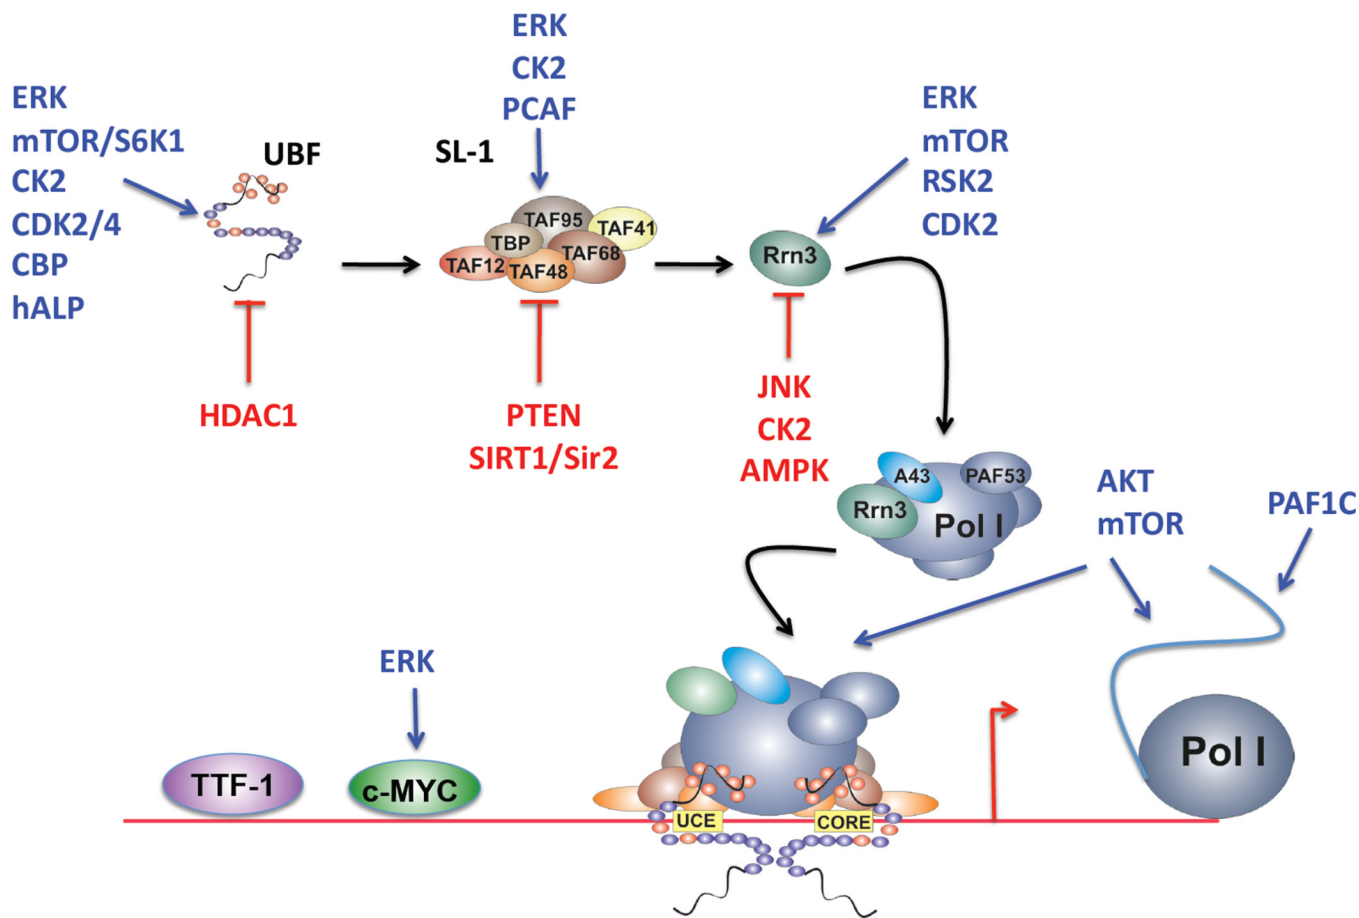 ERK
CK2
PCAF
ERK
mTOR/S6K1
CK2
CDK2/4
CBP
hALP
UBF
SL-1
ERK
mTOR
RSK2
CDK2
TAF95
TAF41
TBP
TAF68
TAF12
TAF48
Rrn3
HDAC1
PTEN
SIRT1/Sir2
JNK
CK2
AMPK
A43
PAF53
Rrn3
Pol I
AKT
mTOR
PAF1C
ERK
TTF-1
c-MYC
UCE
CORE
Pol I